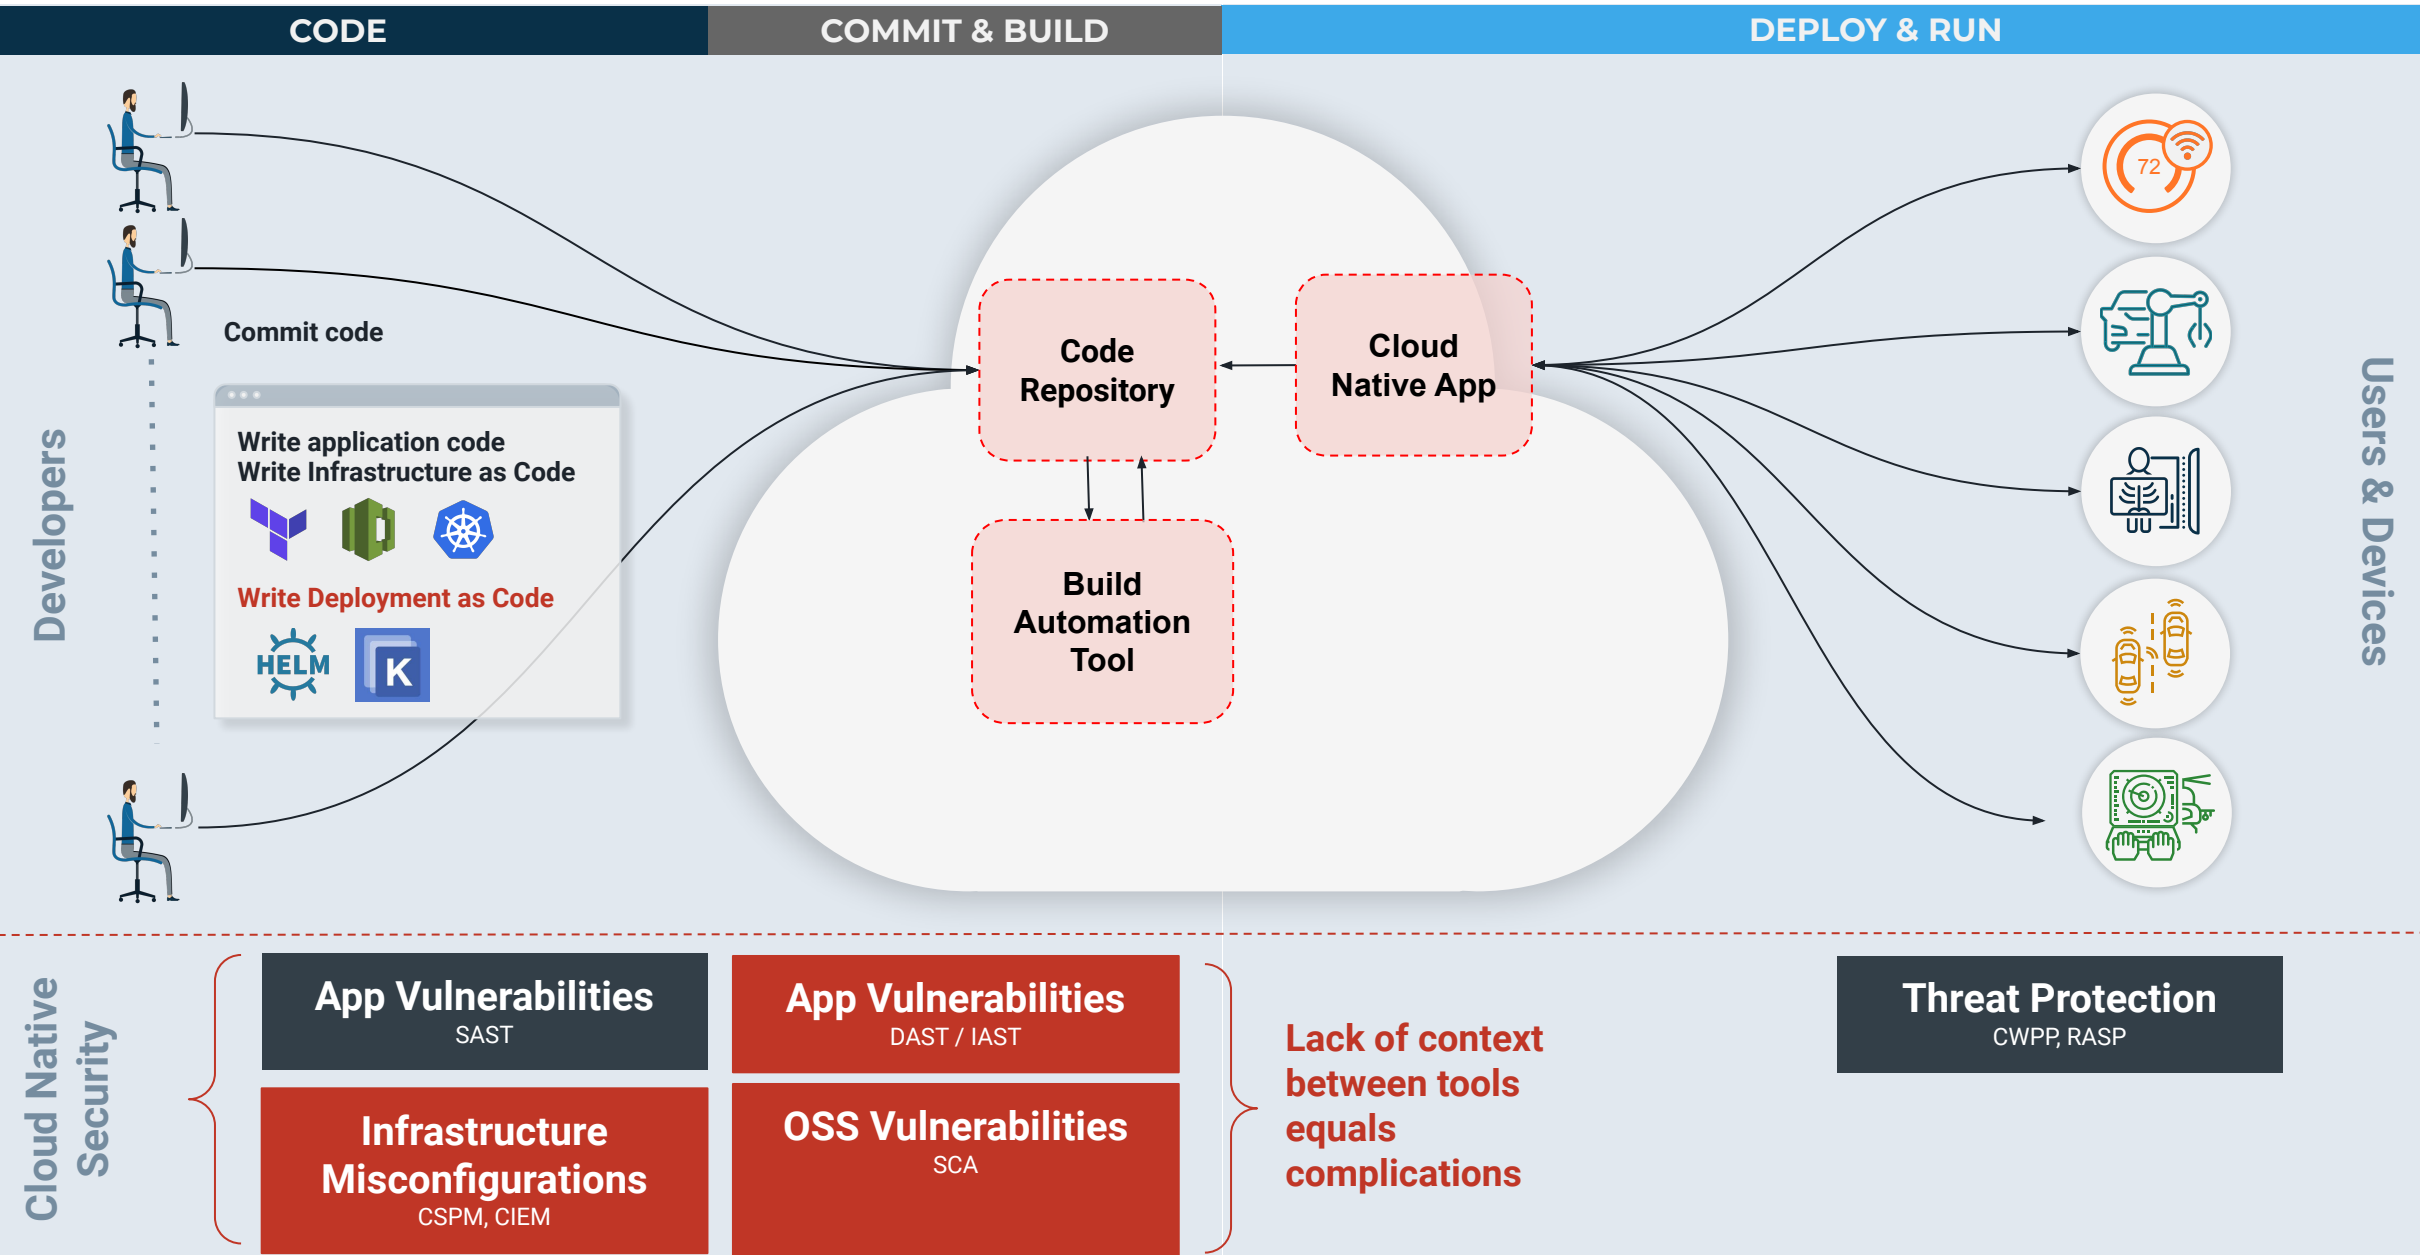 CODE
COMMIT & BUILD
DEPLOY & RUN
Developers
Commit code
Write application code
Write Infrastructure as Code
Write Deployment as Code
HELM
K
Code
Repository
Build
Automation
Tool
Cloud
Native App
72
Users & Devices
Cloud Native
Security
App Vulnerabilities
SAST
Infrastructure
Misconfigurations
CSPM, CIEM
App Vulnerabilities
DAST / IAST
OSS Vulnerabilities
SCA
Lack of context
between tools
equals
complications
Threat Protection
CWPP, RASP